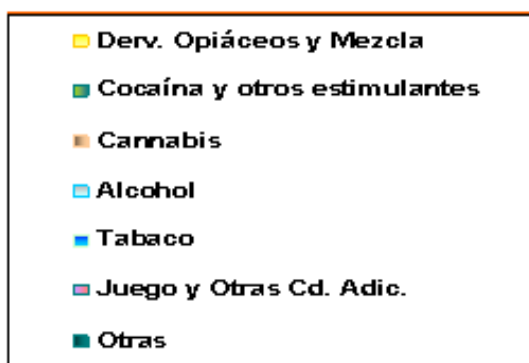 Derv. Opiáceos y Mezcla
Cocaína y otros estimulantes
Cannabis
Alcohol
Tabaco
Juego y Otras Cd. Adic.
Otras